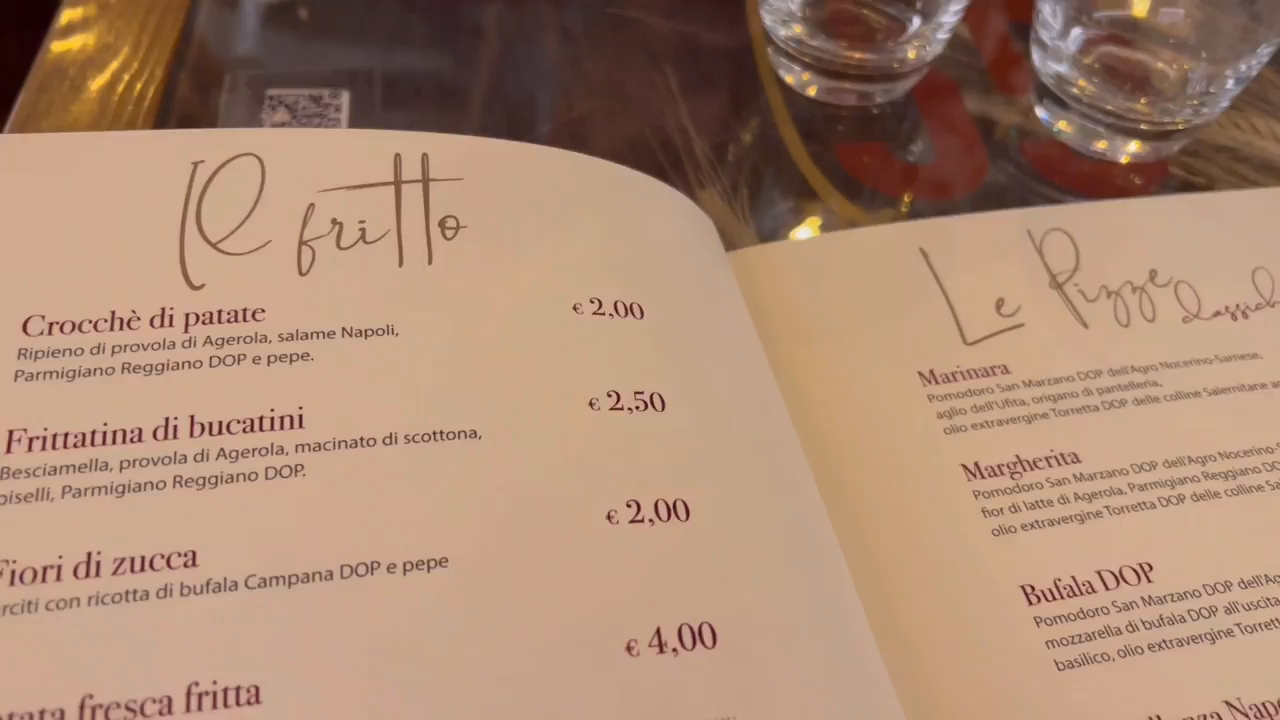 Il fritto
Crocchè di patate € 2,00
Ripieno di provola di Agerola, salame Napoli,
Parmigiano Reggiano DOP e pepe.
Frittatina di bucatini € 2,50
Besciamella, provola di Agerola, macinato di scottona,
piselli, Parmigiano Reggiano DOP.
Fiori di zucca € 2,00
rciti con ricotta di bufala Campana DOP e pepe
tata fresca fritta € 4,00
Le Pizze
Marinara
Pomodoro San Marzano DOP dell'Agro Nocerino-Sarnese,
aglio dell'Ufita, origano di pantelleria,
olio extravergine Torretta DOP delle colline Salernitane
Margherita
Pomodoro San Marzano DOP dell'Agro Nocerino-
fior di latte di Agerola, Parmigiano Reggiano
olio extravergine Torretta DOP delle colline
Bufala DOP
Pomodoro San Marzano DOP
mozzarella di bufala DOP all'uscita
basilico, olio extravergine